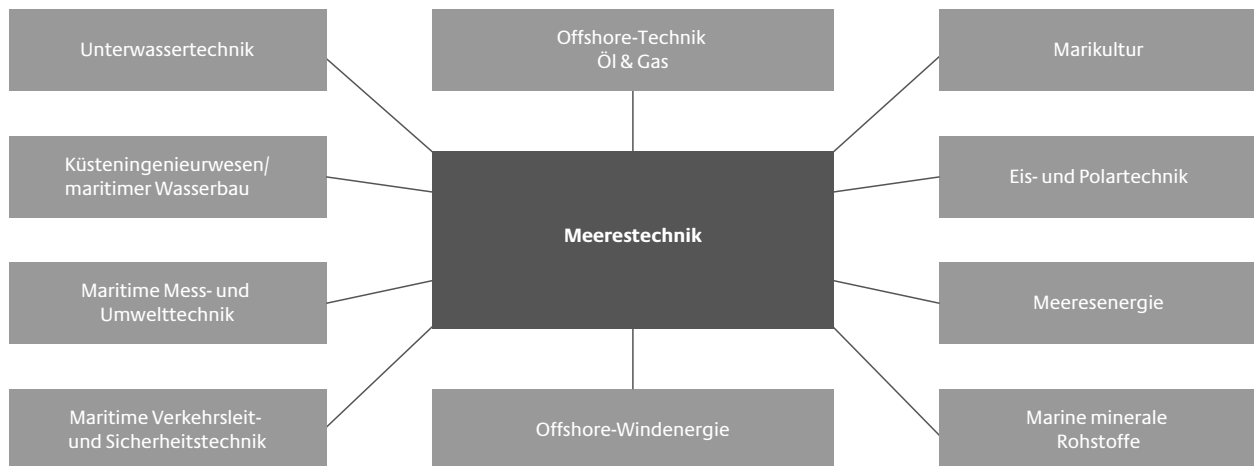 Unterwassertechnik
Offshore-Technik
Öl & Gas
Marikultur
Küsteningenieurwesen/
maritimer Wasserbau
Eis- und Polartechnik
Meerestechnik
Maritime Mess- und
Umwelttechnik
Meeresenergie
Maritime Verkehrsleit-
und Sicherheitstechnik
Offshore-Windenergie
Marine minerale
Rohstoffe